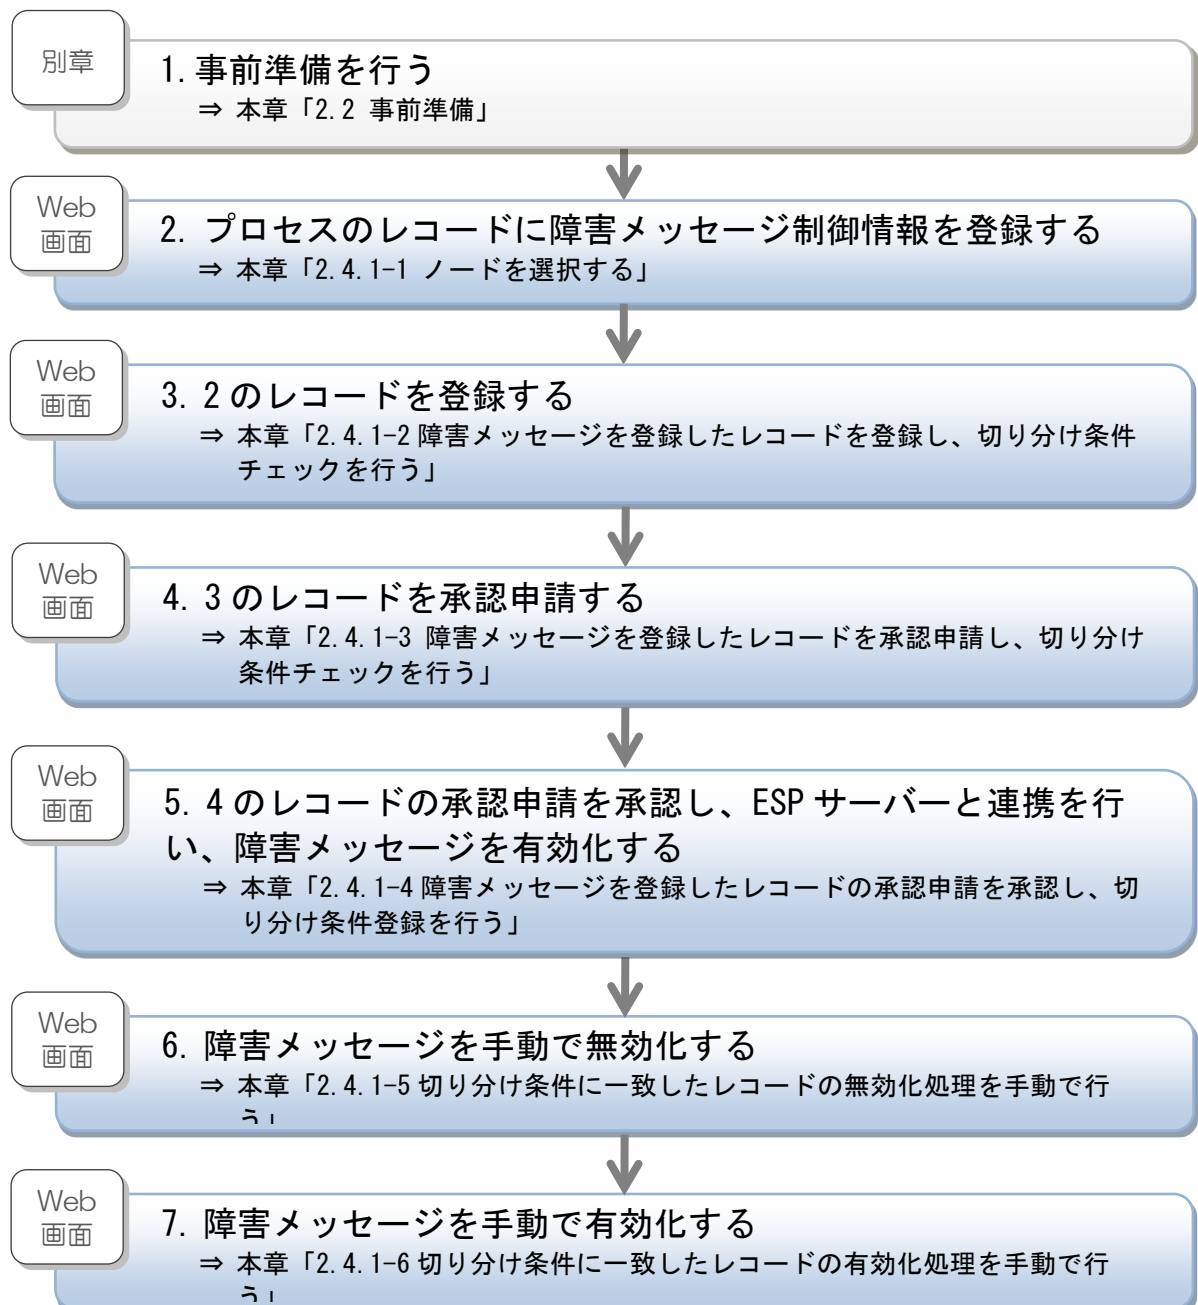 別章
1. 事前準備を行う
⇒ 本章「2.2 事前準備」
Web
画面
2. プロセスのレコードに障害メッセージ制御情報を登録する
⇒ 本章「2.4.1-1 ノードを選択する」
Web
画面
3. 2のレコードを登録する
⇒ 本章「2.4.1-2 障害メッセージを登録したレコードを登録し、切り分け条件
チェックを行う」
Web
画面
4. 3のレコードを承認申請する
⇒ 本章「2.4.1-3 障害メッセージを登録したレコードを承認申請し、切り分け
条件チェックを行う」
Web
画面
5. 4のレコードの承認申請を承認し、ESPサーバーと連携を行
い、障害メッセージを有効化する
⇒ 本章「2.4.1-4 障害メッセージを登録したレコードの承認申請を承認し、切
り分け条件登録を行う」
Web
画面
6. 障害メッセージを手動で無効化する
⇒ 本章「2.4.1-5 切り分け条件に一致したレコードの無効化処理を手動で行
う」
Web
画面
7. 障害メッセージを手動で有効化する
⇒ 本章「2.4.1-6 切り分け条件に一致したレコードの有効化処理を手動で行
う」